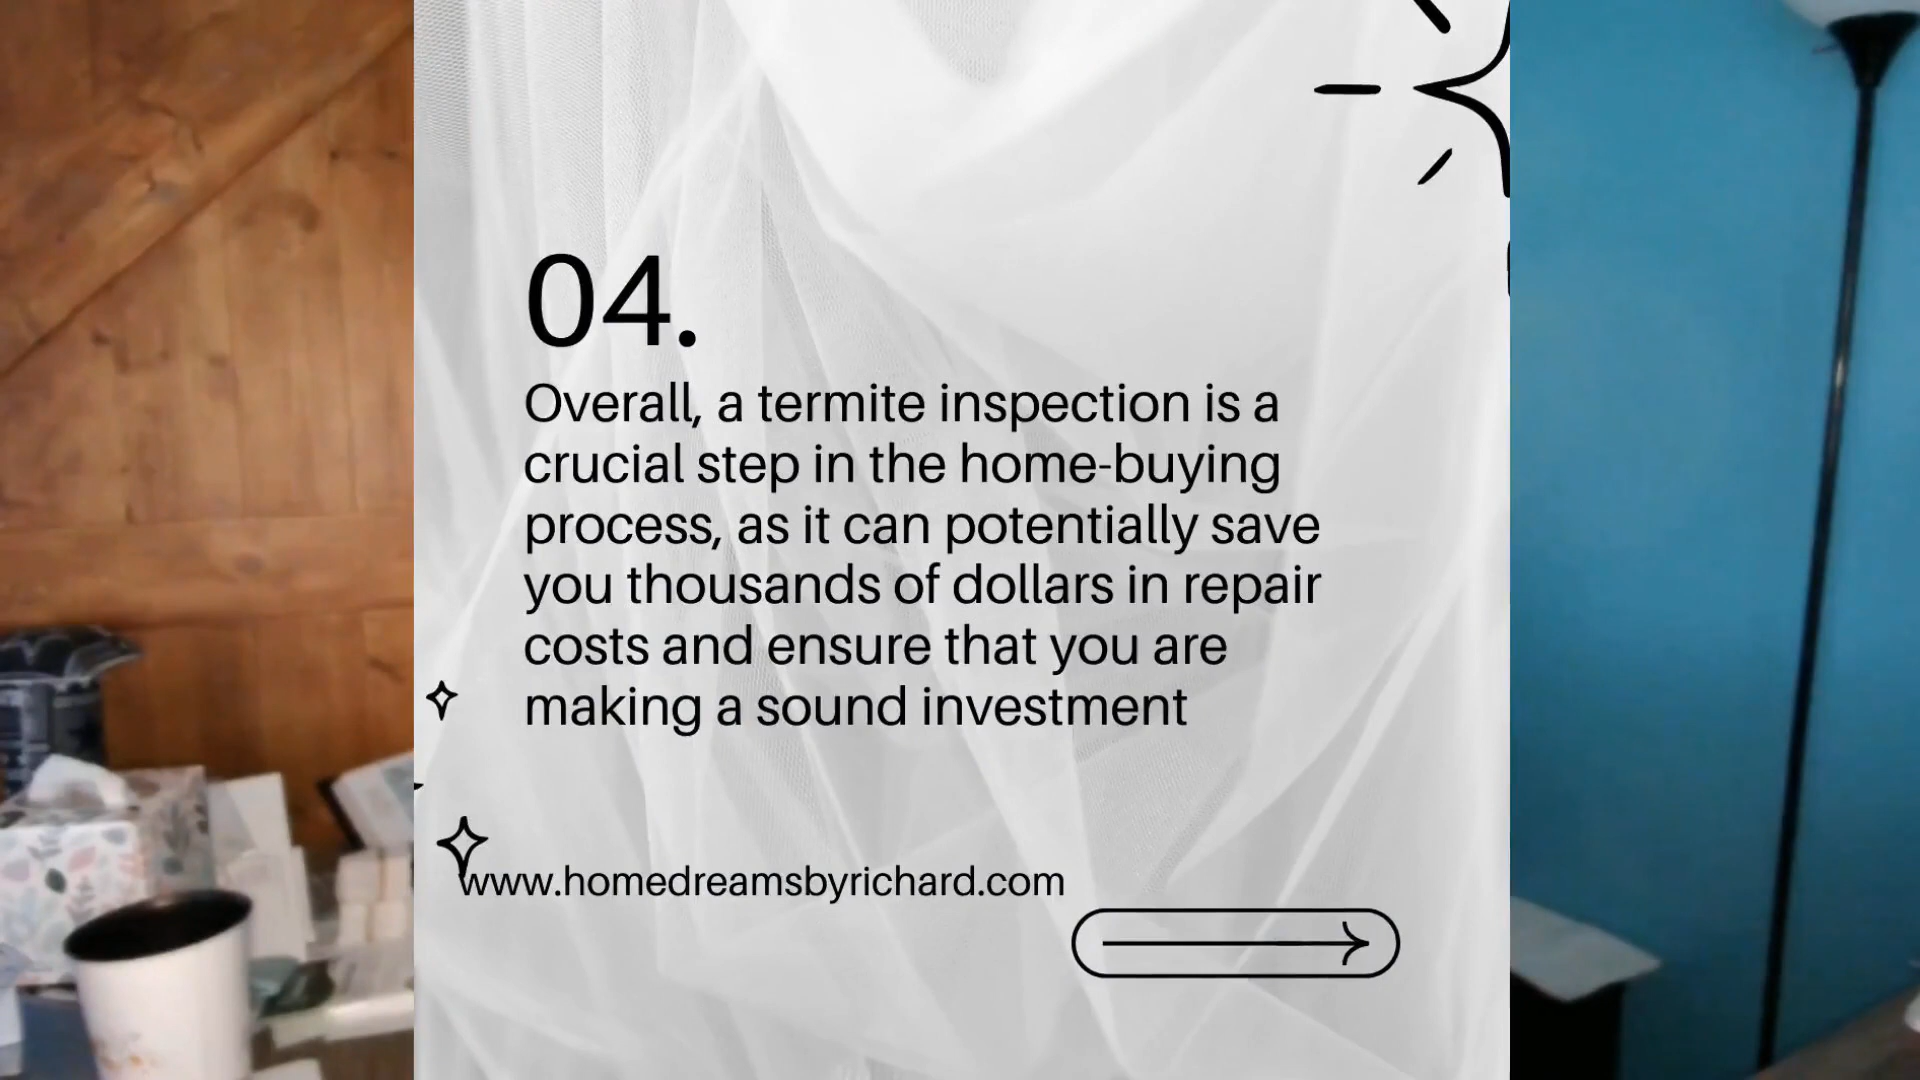 04.
Overall, a termite inspection is a
crucial step in the home-buying
process, as it can potentially save
you thousands of dollars in repair
costs and ensure that you are
making a sound investment
www.homedreamsbyrichard.com